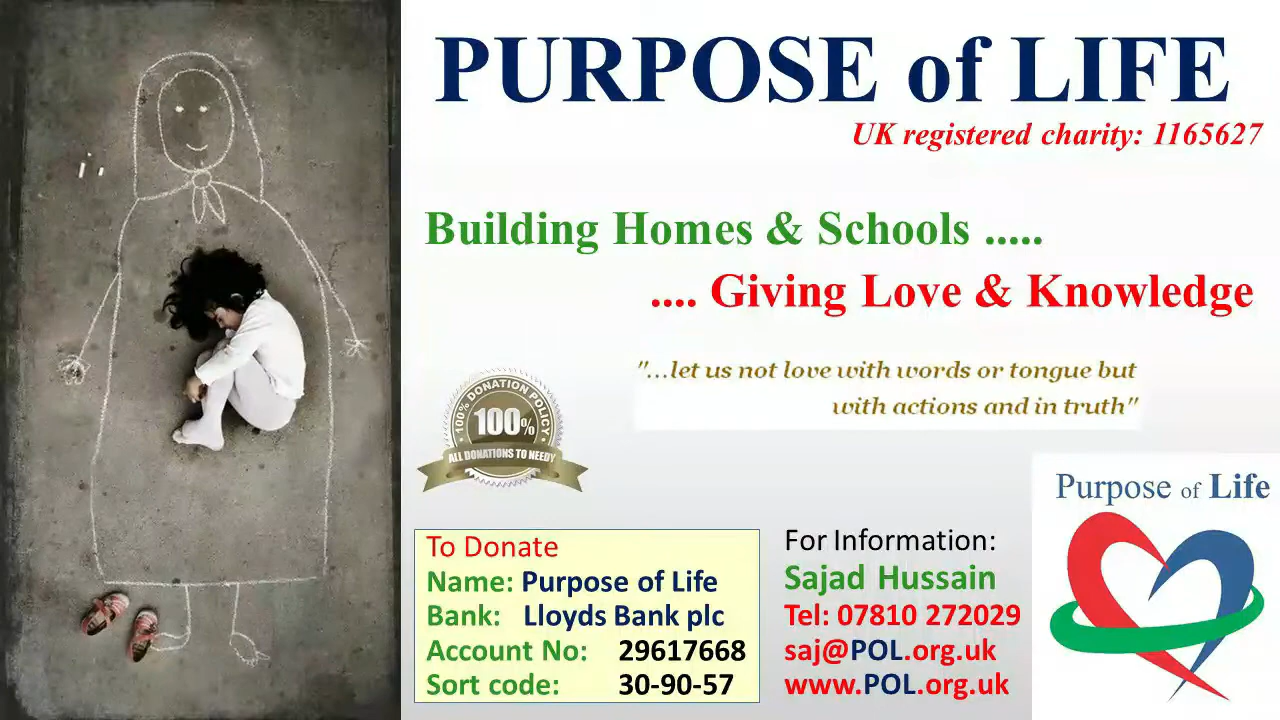 PURPOSE of LIFE
UK registered charity: 1165627
Building Homes & Schools .....
.... Giving Love & Knowledge
"...let us not love with words or tongue but
with actions and in truth"
100% DONATION POLICY
100%
ALL DONATIONS TO NEEDY
Purpose of Life
To Donate
Name: Purpose of Life
Bank: Lloyds Bank plc
Account No: 29617668
Sort code: 30-90-57
For Information:
Sajad Hussain
Tel: 07810 272029
saj@POL.org.uk
www.POL.org.uk